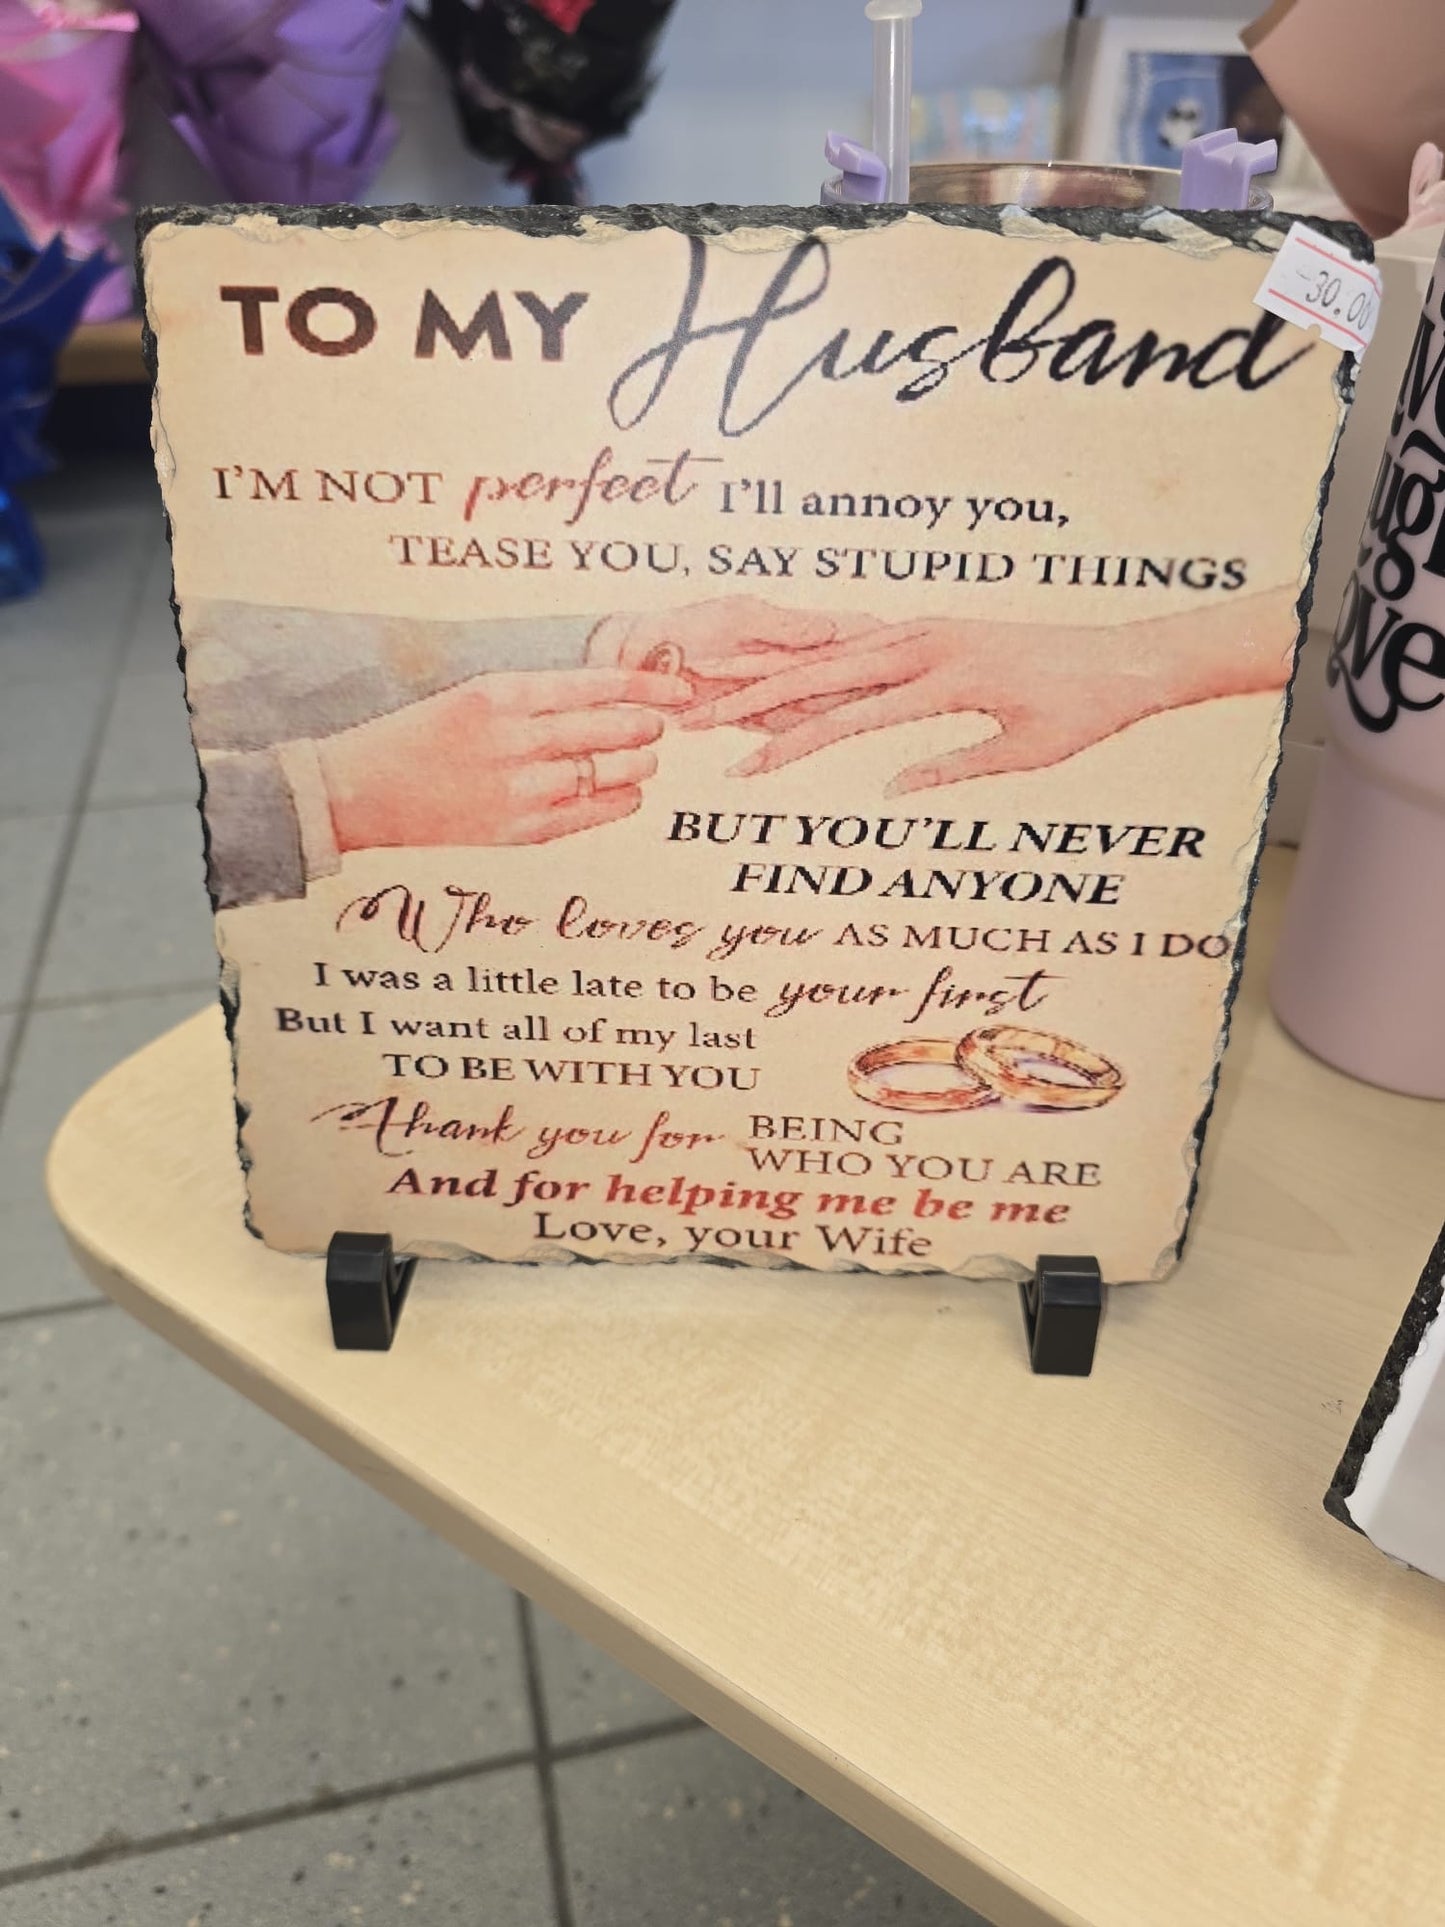 TO MY Husband
-30.00
I'M NOT perfect I'll annoy you,
TEASE YOU, SAY STUPID THINGS
BUT YOU'LL NEVER
FIND ANYONE
Who loves you AS MUCH AS I DO
I was a little late to be your first
But I want all of my last
TO BE WITH YOU
Thank you for BEING
WHO YOU ARE
And for helping me be me
Love, your Wife